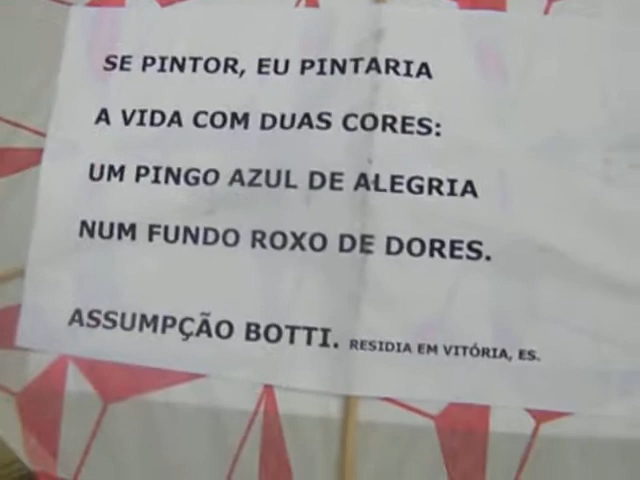 SE PINTOR, EU PINTARIA
A VIDA COM DUAS CORES:
UM PINGO AZUL DE ALEGRIA
NUM FUNDO ROXO DE DORES.
ASSUMPÇÃO BOTTI. RESIDIA EM VITÓRIA, ES.